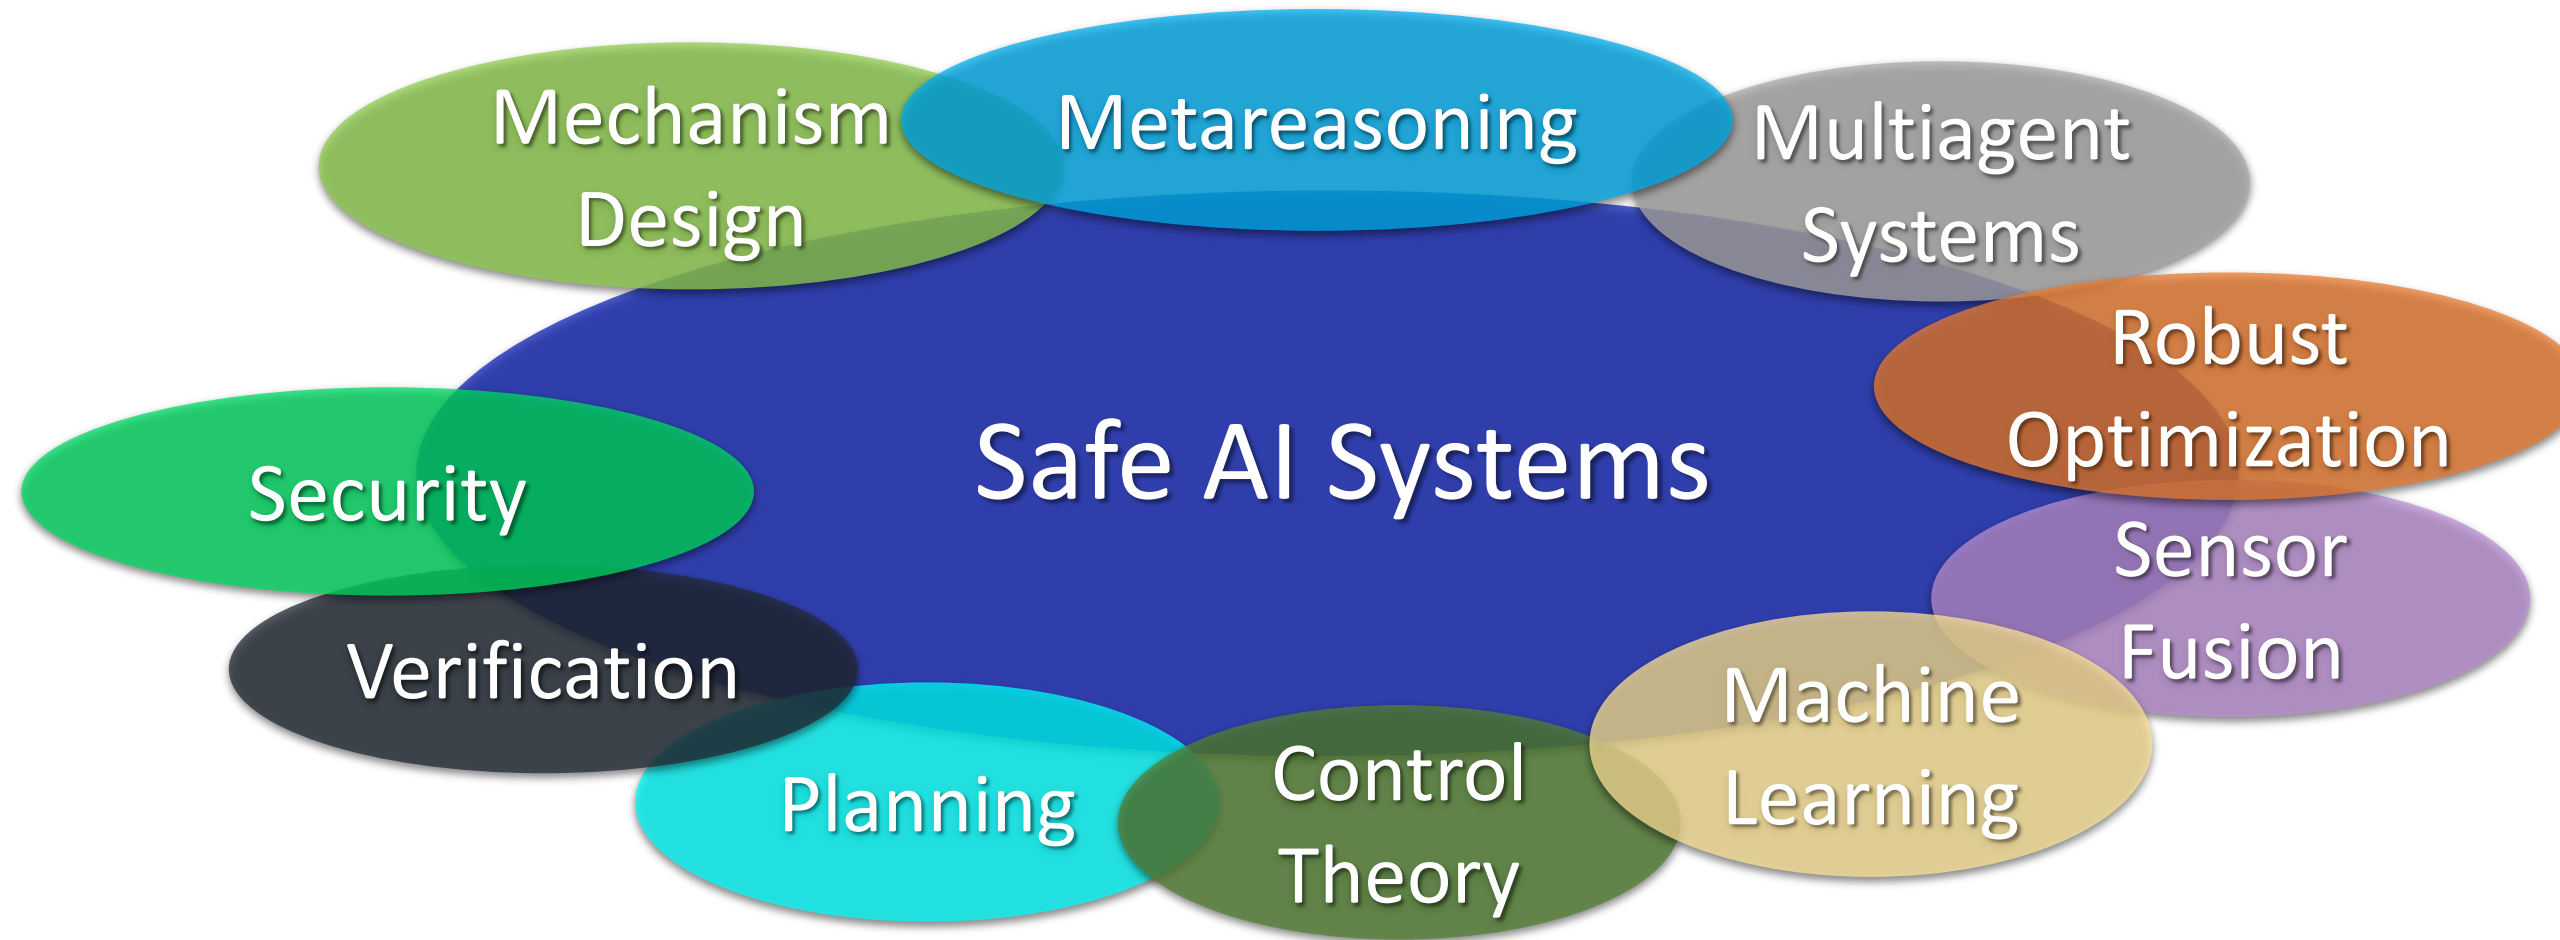 Mechanism
Design
Metareasoning
Multiagent
Systems
Robust
Optimization
Safe AI Systems
Security
Sensor
Fusion
Verification
Machine
Learning
Planning
Control
Theory